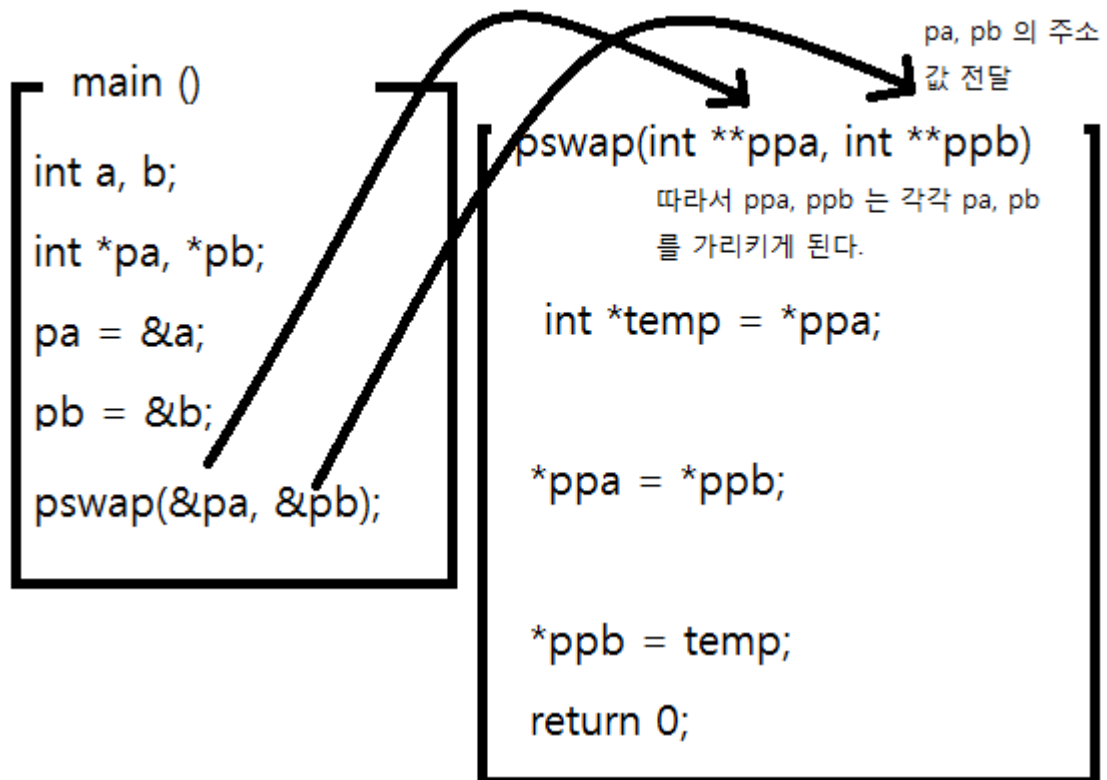 main ()
int a, b;
int *pa, *pb;
pa = &a;
pb = &b;
pswap(&pa, &pb);
pa, pb 의 주소
값 전달
pswap(int **ppa, int **ppb)
따라서 ppa, ppb 는 각각 pa, pb
를 가리키게 된다.
int *temp = *ppa;
*ppa = *ppb;
*ppb = temp;
return 0;